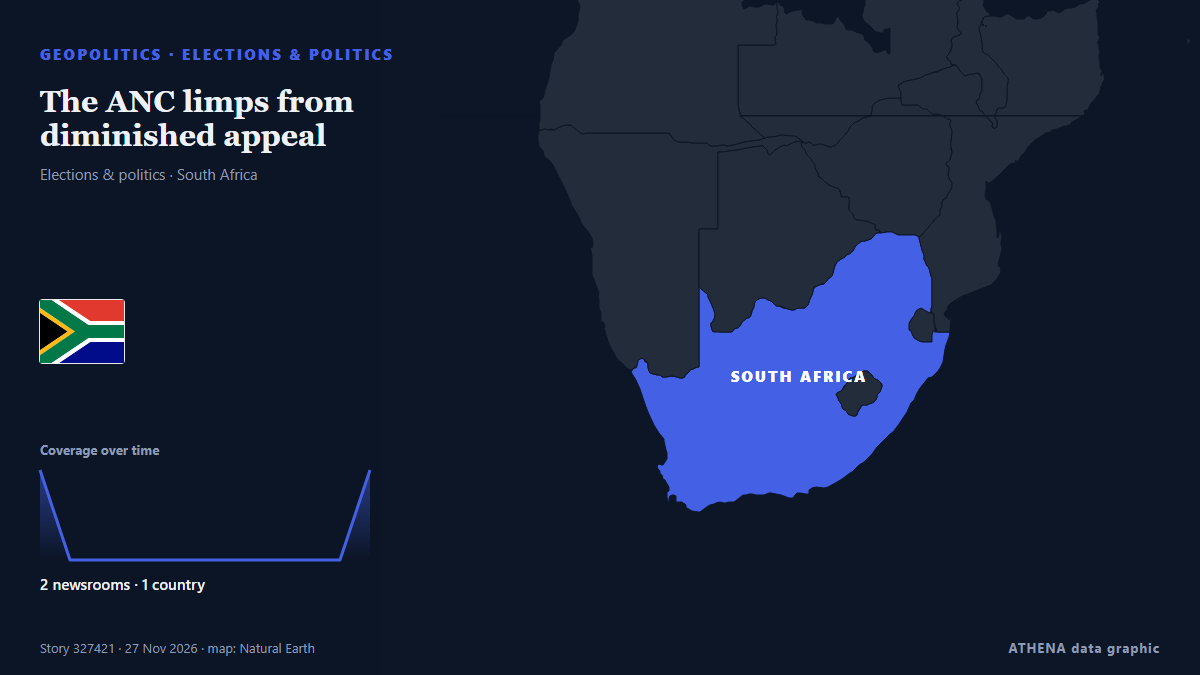 GEOPOLITICS · ELECTIONS & POLITICS
The ANC limps from
diminished appeal
Elections & politics · South Africa
SOUTH AFRICA
Coverage over time
2 newsrooms · 1 country
Story 327421 · 27 Nov 2026 · map: Natural Earth
ATHENA data graphic